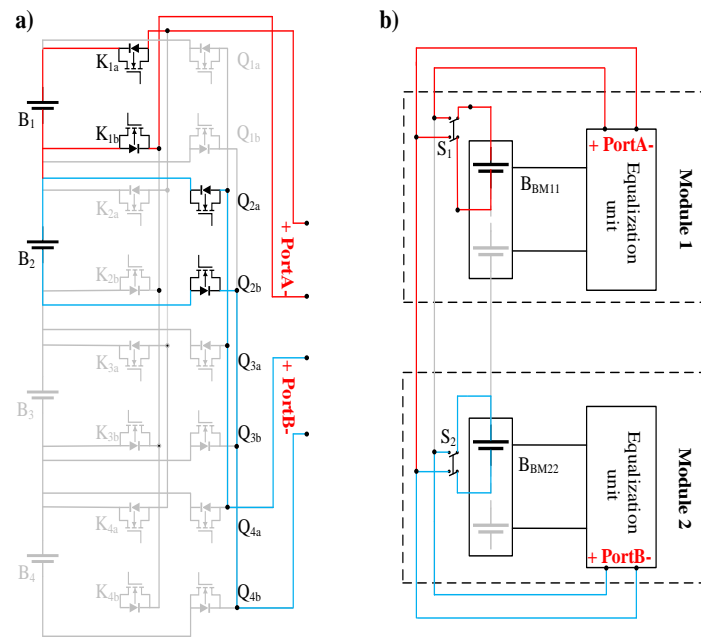 a)
K1a
Q1a
B1
K1b
Q1b
K2a
Q2a
B2
K2b
Q2b
+ PortA-
K3a
Q3a
B3
+ PortB-
K3b
Q3b
K4a
Q4a
B4
K4b
Q4b
b)
S1
BBM11
+ PortA-
Equalization
unit
Module 1
S2
BBM22
Equalization
unit
+ PortB-
Module 2